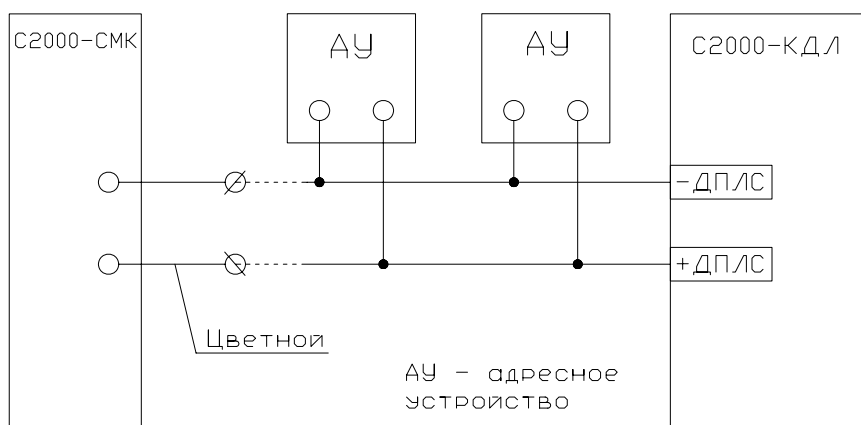 С2000-СМК
АУ
АУ
С2000-КДЛ
-ДПЛС
+ДПЛС
Цветной
АУ - адресное
устройство